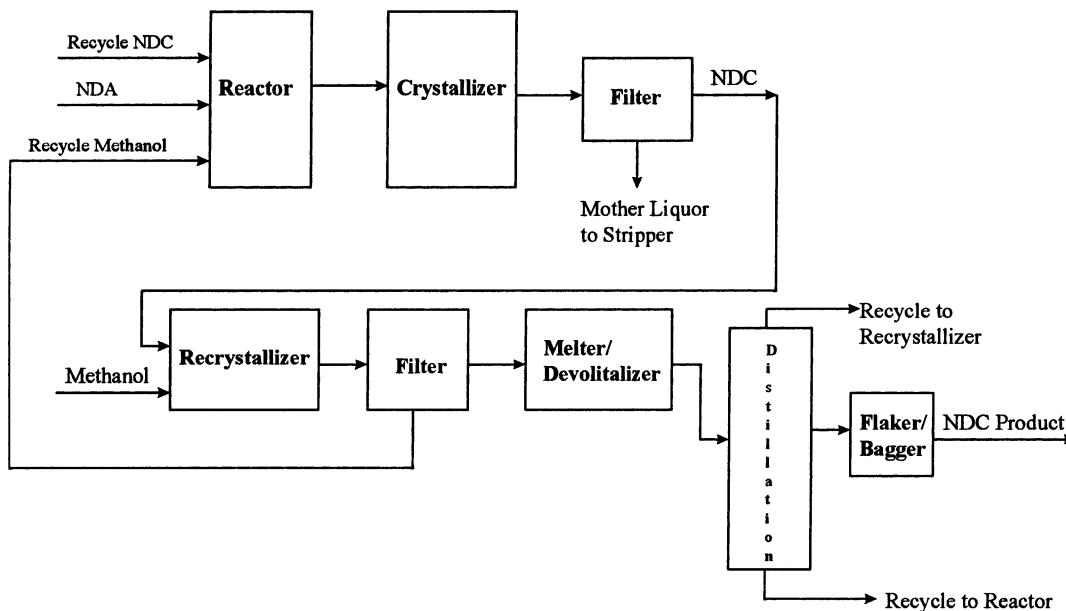 Recycle NDC
NDA
Recycle Methanol
Reactor
Crystallizer
Filter
NDC
Mother Liquor
to Stripper
Methanol
Recrystallizer
Filter
Melter/
Devolitalizer
Distillation
Recycle to
Recrystallizer
Flaker/
Bagger
NDC Product
Recycle to Reactor